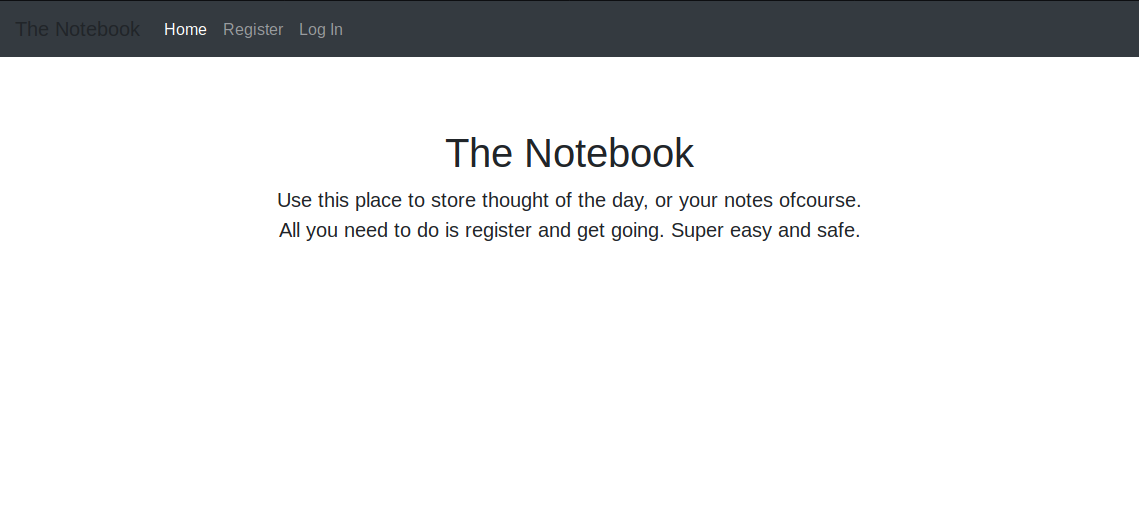 The Notebook Home Register Log In
The Notebook
Use this place to store thought of the day, or your notes ofcourse.
All you need to do is register and get going. Super easy and safe.